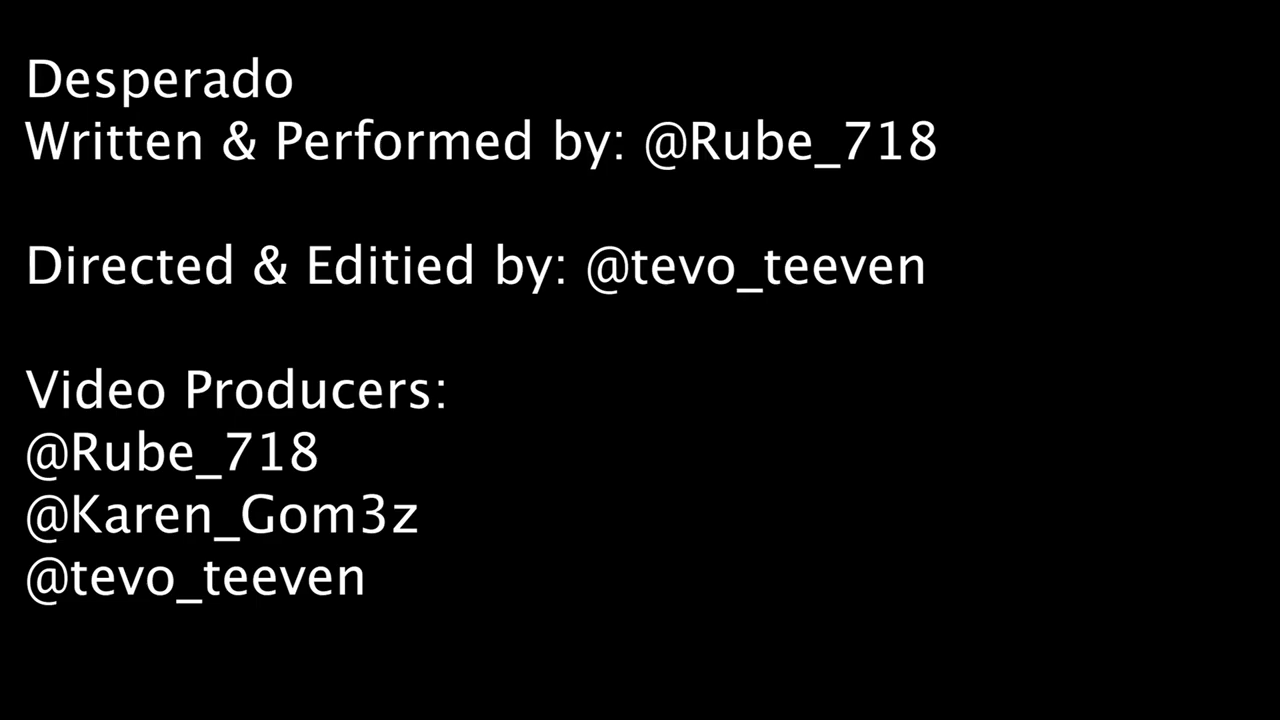 Desperado
Written & Performed by: @Rube_718
Directed & Editied by: @tevo_teeven
Video Producers:
@Rube_718
@Karen_Gom3z
@tevo_teeven